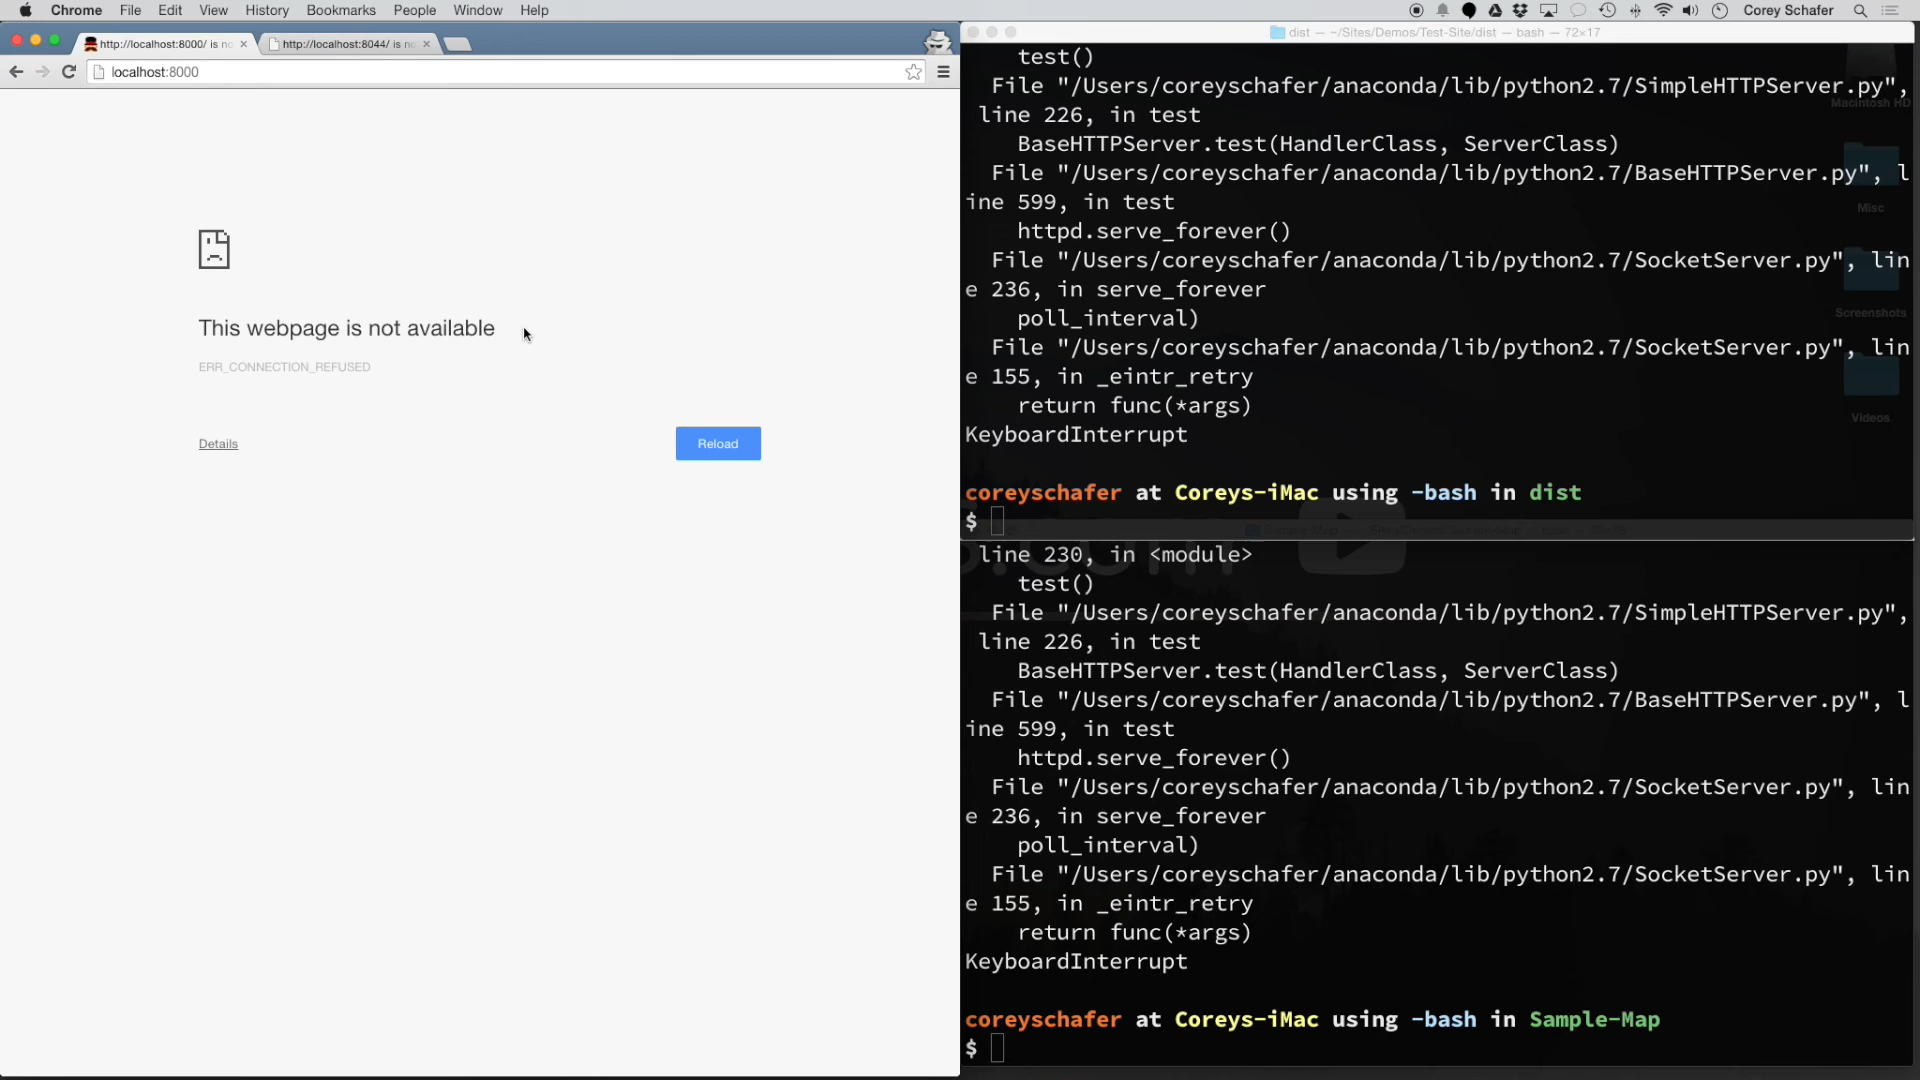 Chrome File Edit View History Bookmarks People Window Help Corey Schafer
http://localhost:8000/ is no http://localhost:8044/ is no
localhost:8000
This webpage is not available
ERR_CONNECTION_REFUSED
Details Reload
dist — ~/Sites/Demos/Test-Site/dist — bash — 72×17
test()
File "/Users/coreyschafer/anaconda/lib/python2.7/SimpleHTTPServer.py",
line 226, in test
BaseHTTPServer.test(HandlerClass, ServerClass)
File "/Users/coreyschafer/anaconda/lib/python2.7/BaseHTTPServer.py", l
ine 599, in test
httpd.serve_forever()
File "/Users/coreyschafer/anaconda/lib/python2.7/SocketServer.py", lin
e 236, in serve_forever
poll_interval)
File "/Users/coreyschafer/anaconda/lib/python2.7/SocketServer.py", lin
e 155, in _eintr_retry
return func(*args)
KeyboardInterrupt
coreyschafer at Coreys-iMac using -bash in dist
$
line 230, in <module>
test()
File "/Users/coreyschafer/anaconda/lib/python2.7/SimpleHTTPServer.py",
line 226, in test
BaseHTTPServer.test(HandlerClass, ServerClass)
File "/Users/coreyschafer/anaconda/lib/python2.7/BaseHTTPServer.py", l
ine 599, in test
httpd.serve_forever()
File "/Users/coreyschafer/anaconda/lib/python2.7/SocketServer.py", lin
e 236, in serve_forever
poll_interval)
File "/Users/coreyschafer/anaconda/lib/python2.7/SocketServer.py", lin
e 155, in _eintr_retry
return func(*args)
KeyboardInterrupt
coreyschafer at Coreys-iMac using -bash in Sample-Map
$
Macintosh HD
Misc
Screenshots
Videos